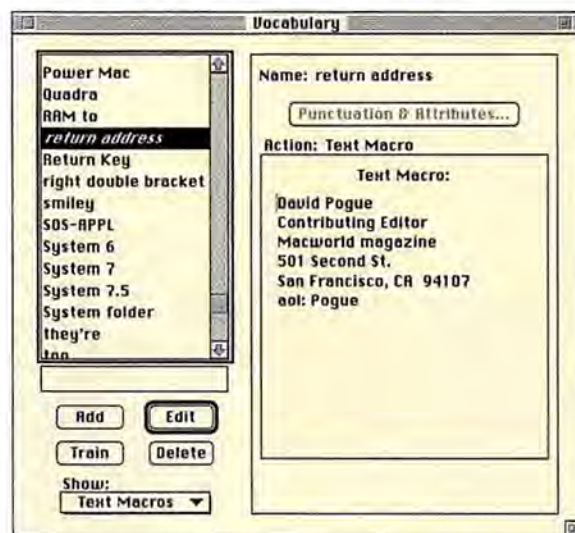 Vocabulary
Power Mac
Quadra
RAM to
return address
Return Key
right double bracket
smiley
SOS-APPL
System 6
System 7
System 7.5
System folder
they're
too
Add
Edit
Train
Delete
Show:
Text Macros
Name: return address
Punctuation & Attributes...
Action: Text Macro
Text Macro:
David Pogue
Contributing Editor
Macworld magazine
501 Second St.
San Francisco, CA 94107
aol: Pogue